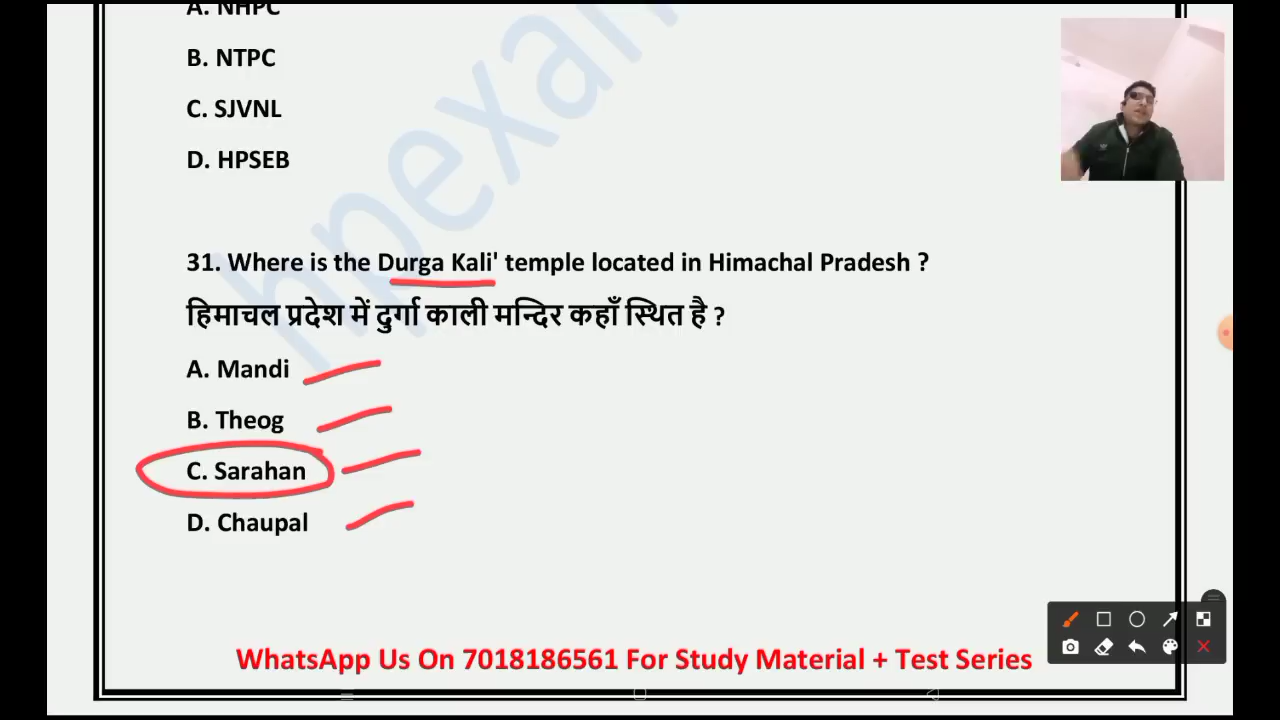 A. NHPC
B. NTPC
C. SJVNL
D. HPSEB
hpexam
31. Where is the Durga Kali' temple located in Himachal Pradesh ?
हिमाचल प्रदेश में दुर्गा काली मन्दिर कहाँ स्थित है ?
A. Mandi
B. Theog
C. Sarahan
D. Chaupal
WhatsApp Us On 7018186561 For Study Material + Test Series